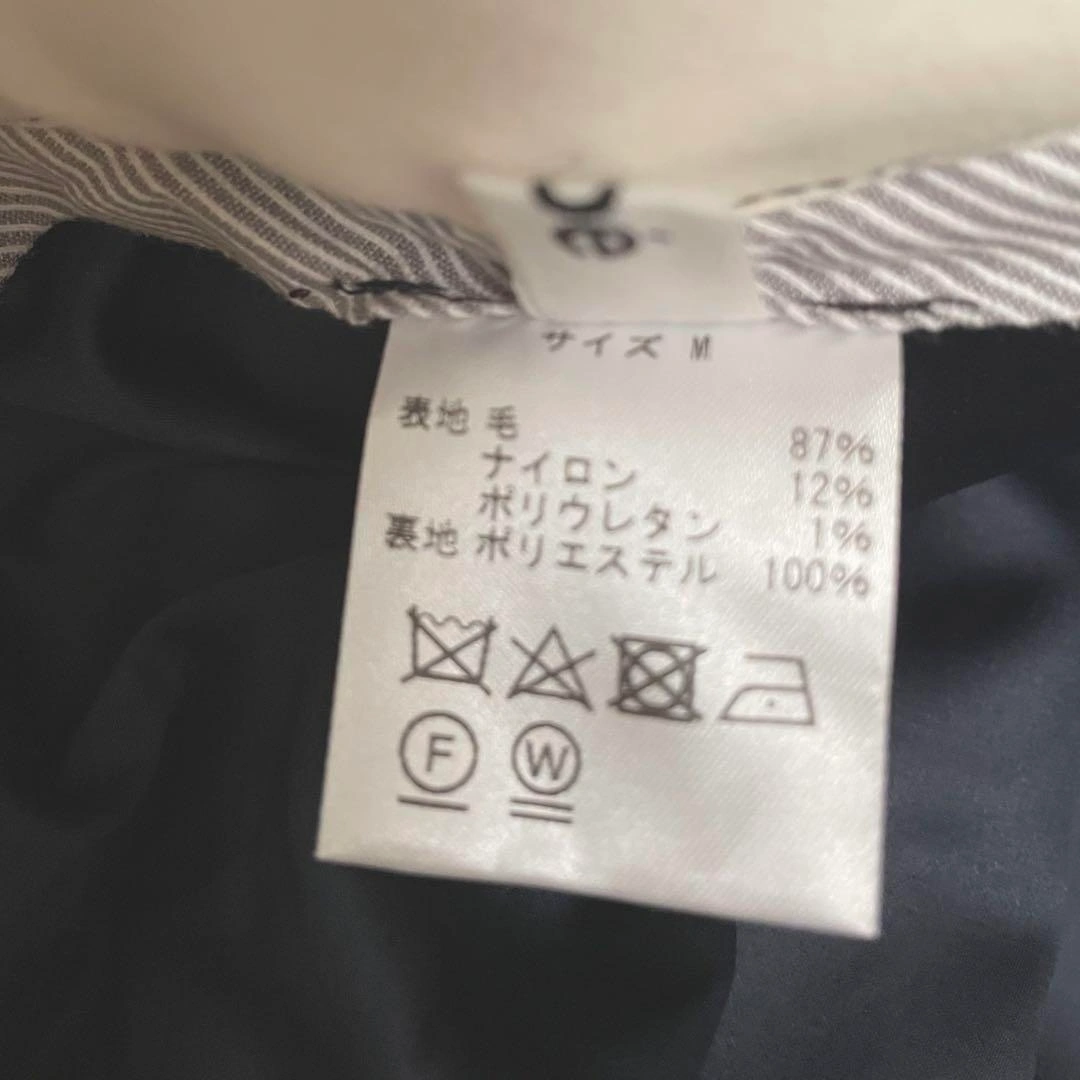 サイズ M
表地 毛 87%
ナイロン 12%
ポリウレタン 1%
裏地 ポリエステル 100%
F W